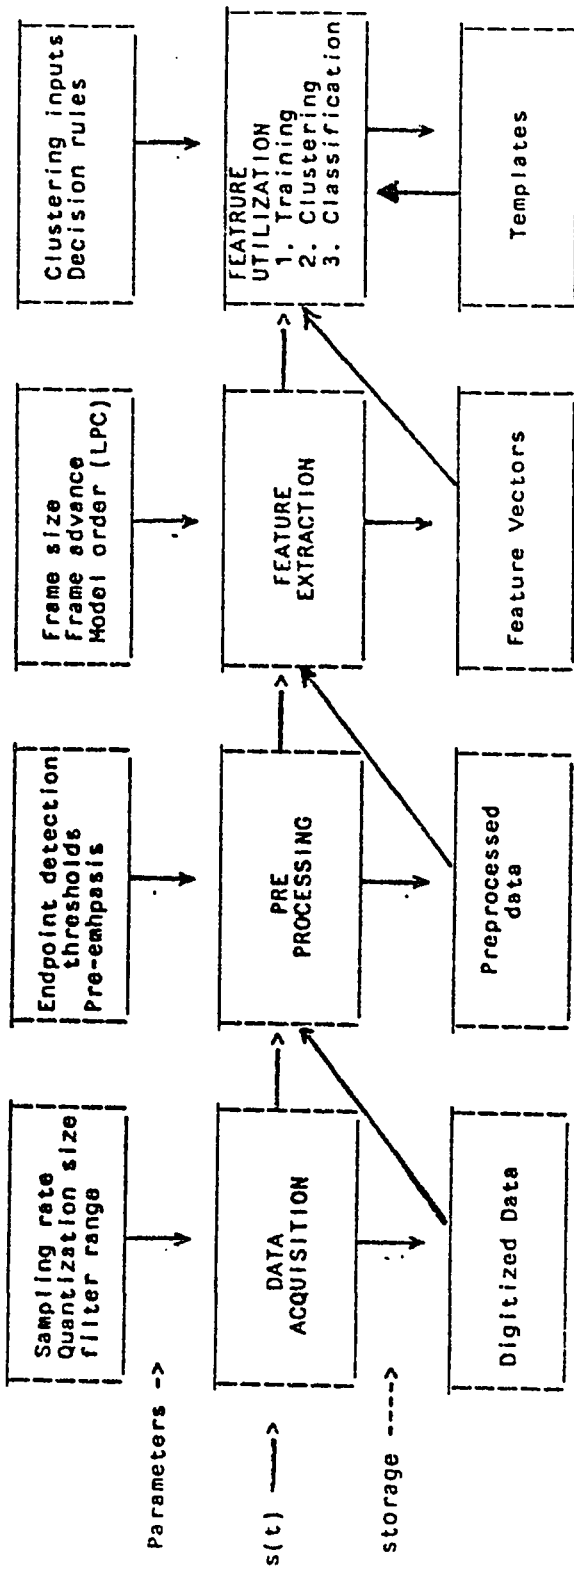 Sampling rate
Quantization size
filter range
Endpoint detection
thresholds
Pre-emhpasis
Frame size
Frame advance
Model order (LPC)
Clustering inputs
Decision rules
Parameters ->
s(t) --->
DATA
ACQUISITION
PRE
PROCESSING
FEATURE
EXTRACTION
FEATRURE
UTILIZATION
1. Training
2. Clustering
3. Classification
storage ---->
Digitized Data
Preprocessed
data
Feature Vectors
Templates